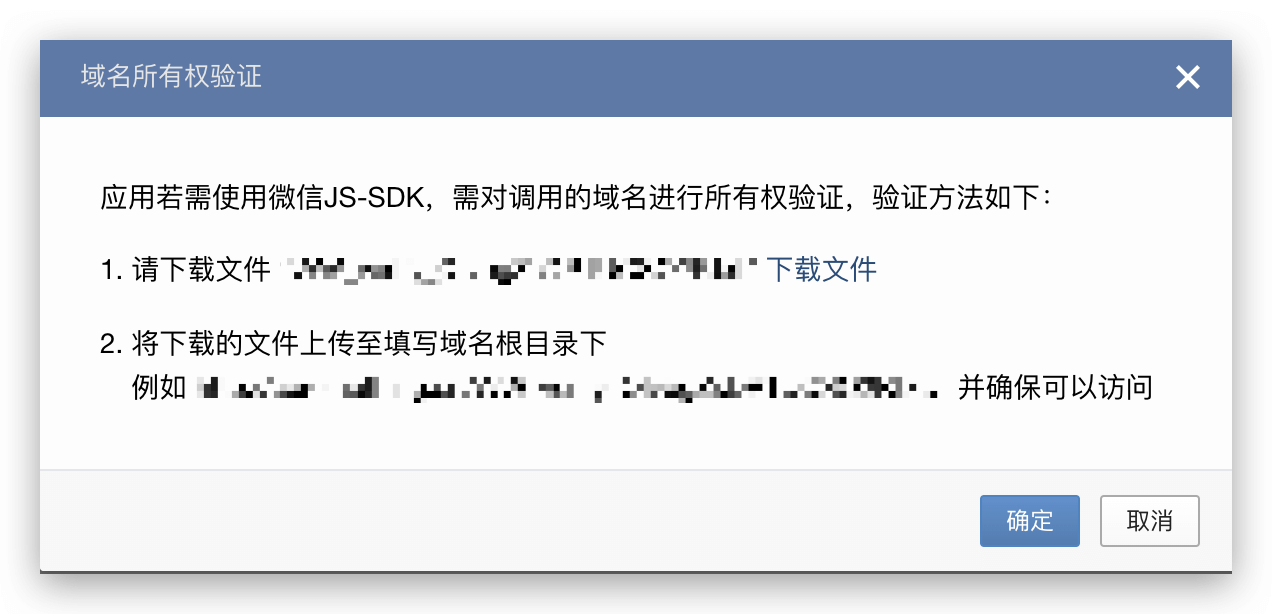 域名所有权验证
应用若需使用微信JS-SDK，需对调用的域名进行所有权验证，验证方法如下：
1. 请下载文件 下载文件
2. 将下载的文件上传至填写域名根目录下
例如 并确保可以访问
确定
取消